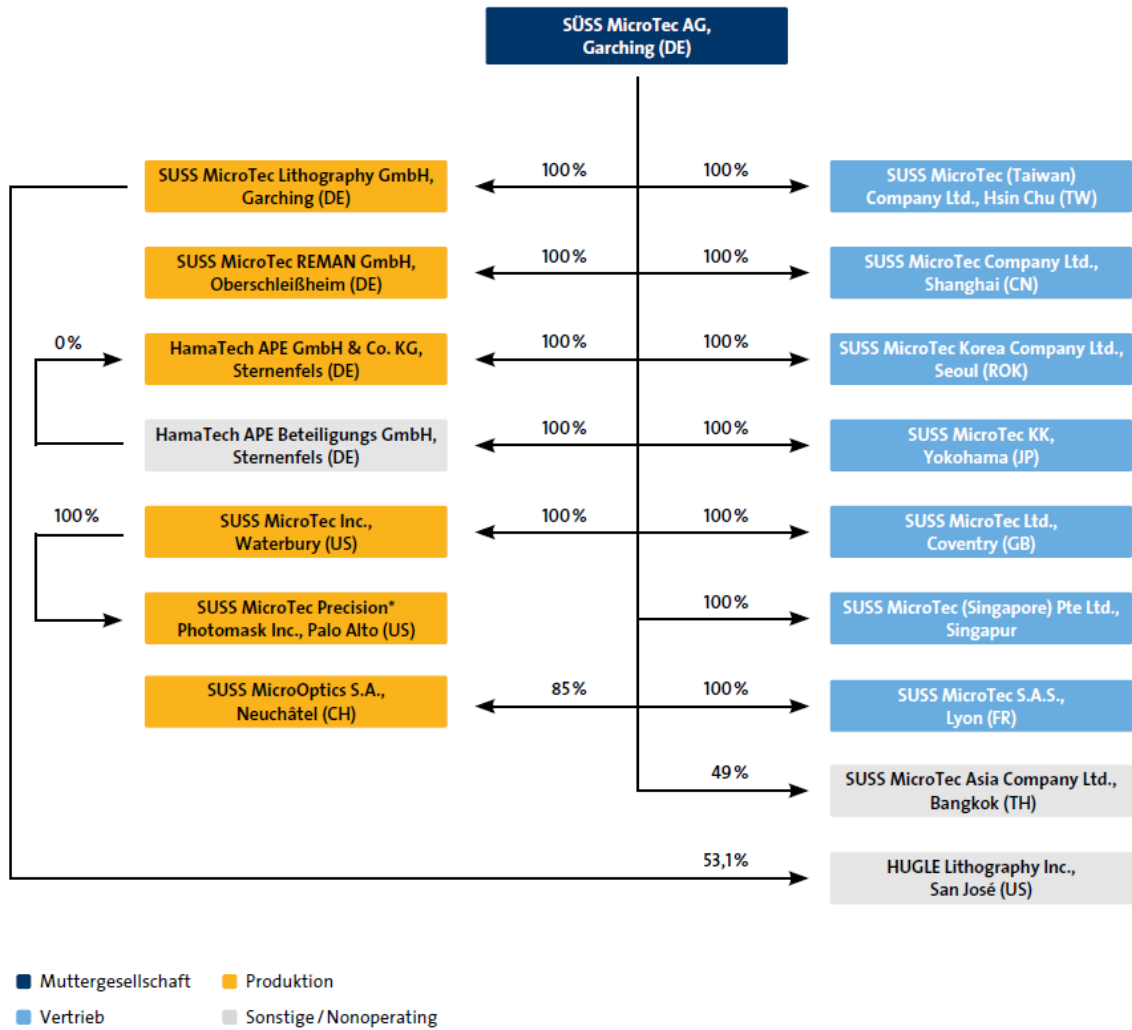 SÜSS MicroTec AG,
Garching (DE)
100 %
100 %
SUSS MicroTec Lithography GmbH,
Garching (DE)
SUSS MicroTec (Taiwan)
Company Ltd., Hsin Chu (TW)
100 %
100 %
SUSS MicroTec REMAN GmbH,
Oberschleißheim (DE)
SUSS MicroTec Company Ltd.,
Shanghai (CN)
0 %
100 %
100 %
HamaTech APE GmbH & Co. KG,
Sternenfels (DE)
SUSS MicroTec Korea Company Ltd.,
Seoul (ROK)
100 %
100 %
HamaTech APE Beteiligungs GmbH,
Sternenfels (DE)
SUSS MicroTec KK,
Yokohama (JP)
100 %
100 %
100 %
SUSS MicroTec Inc.,
Waterbury (US)
SUSS MicroTec Ltd.,
Coventry (GB)
100 %
SUSS MicroTec Precision*
Photomask Inc., Palo Alto (US)
SUSS MicroTec (Singapore) Pte Ltd.,
Singapur
85 %
100 %
SUSS MicroOptics S.A.,
Neuchâtel (CH)
SUSS MicroTec S.A.S.,
Lyon (FR)
49 %
SUSS MicroTec Asia Company Ltd.,
Bangkok (TH)
53,1 %
HUGLE Lithography Inc.,
San José (US)
Muttergesellschaft
Produktion
Vertrieb
Sonstige / Nonoperating